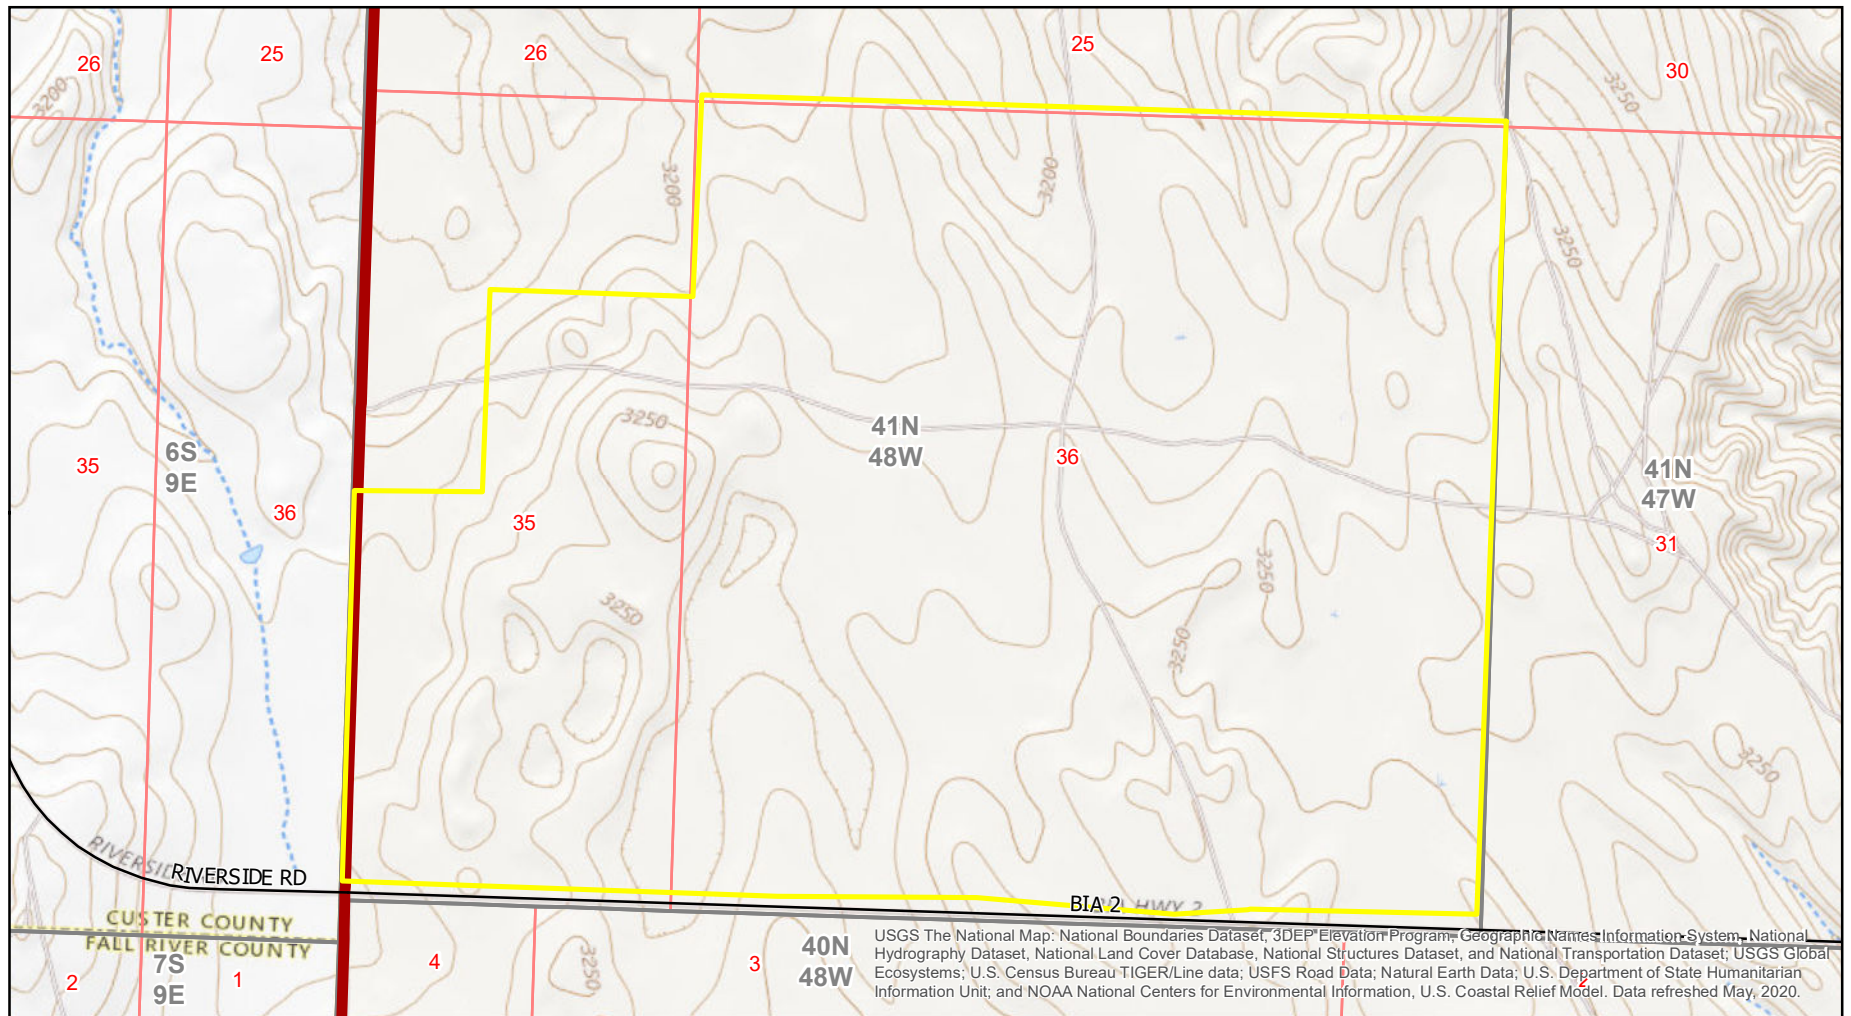 26
25
26
25
30
3200
3250
3200
3200
3250
3250
41N
48W
36
6S
9E
35
36
35
41N
47W
31
3250
3250
3250
3250
RIVERSID
RIVERSIDE RD
BIA 2
HWY 2
CUSTER COUNTY
FALL RIVER COUNTY
7S
9E
2
1
4
3250
3
40N
48W
2
USGS The National Map: National Boundaries Dataset, 3DEP Elevation Program, Geographic Names Information System, National
Hydrography Dataset, National Land Cover Database, National Structures Dataset, and National Transportation Dataset; USGS Global
Ecosystems; U.S. Census Bureau TIGER/Line data; USFS Road Data; Natural Earth Data; U.S. Department of State Humanitarian
Information Unit; and NOAA National Centers for Environmental Information, U.S. Coastal Relief Model. Data refreshed May, 2020.